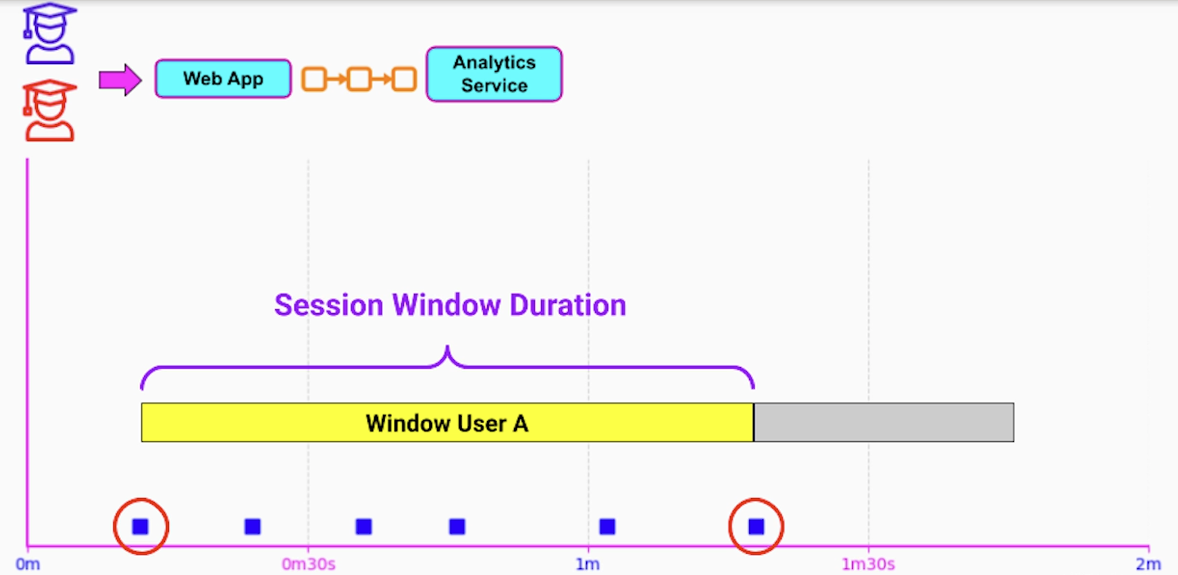 Web App
Analytics
Service
Session Window Duration
Window User A
0m
0m30s
1m
1m30s
2m